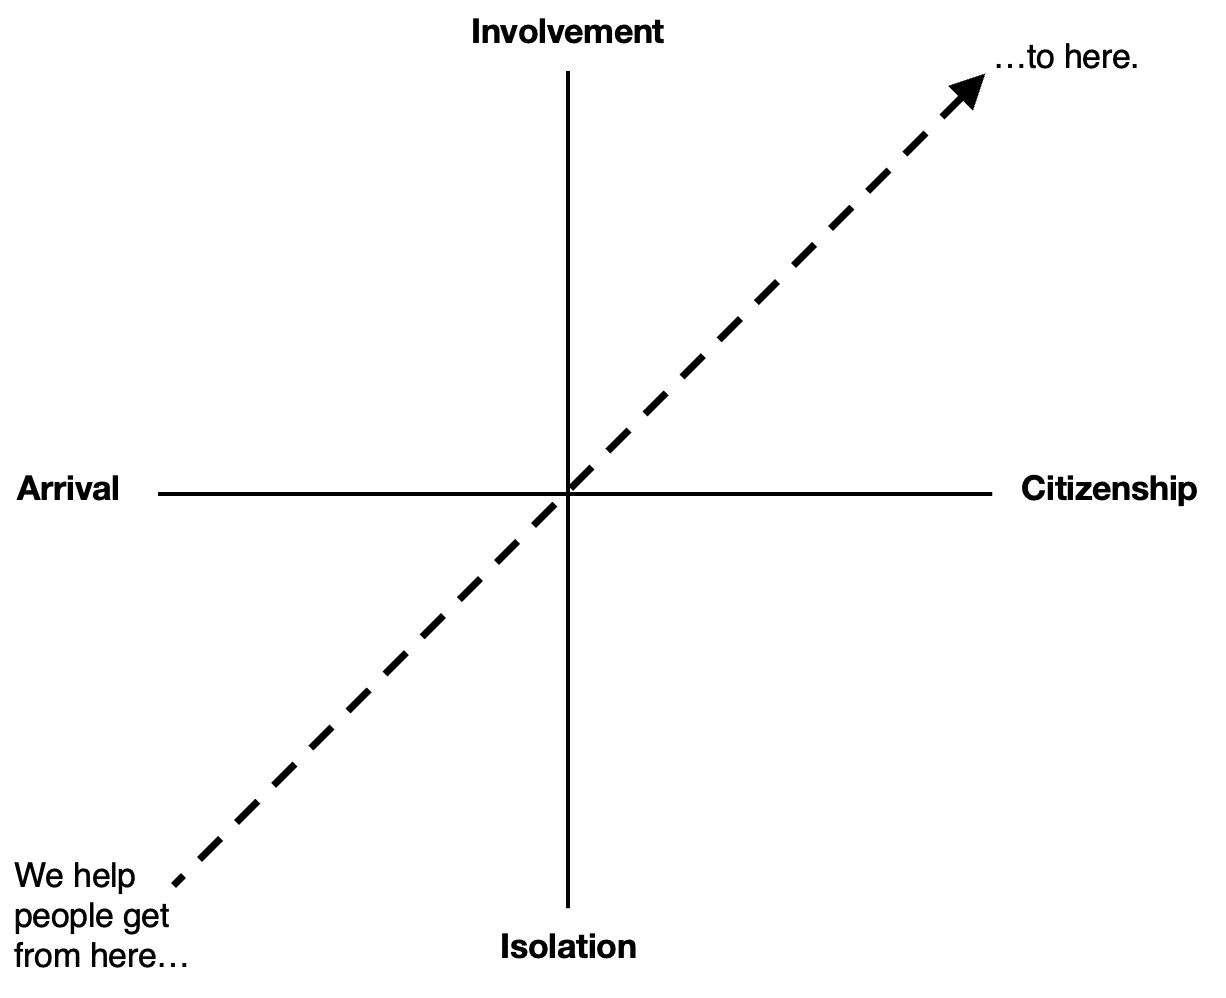 Involvement
…to here.
Arrival
Citizenship
We help
people get
from here…
Isolation